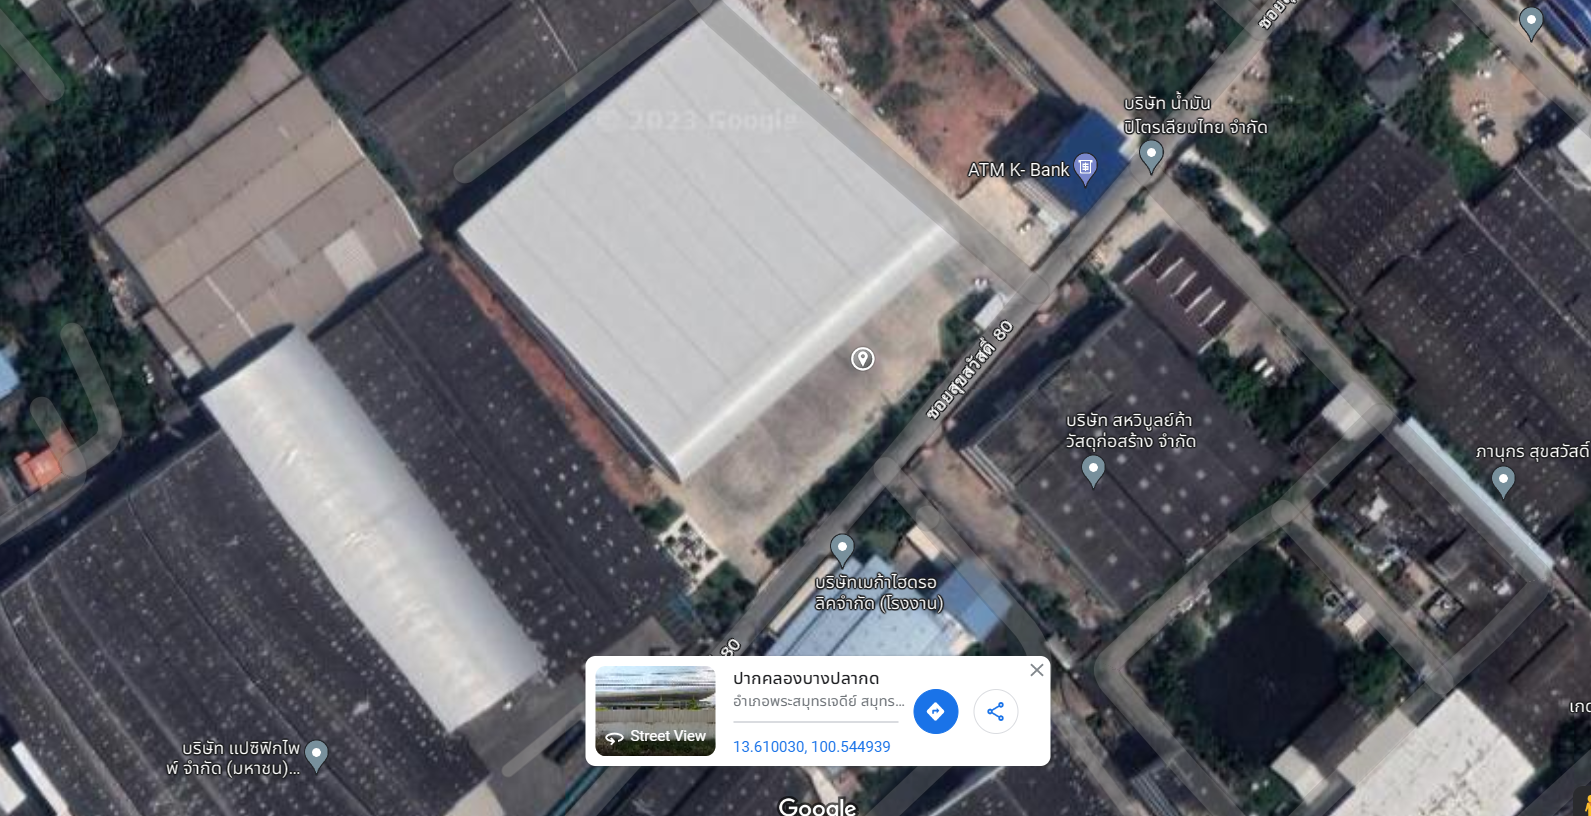 บริษัท น้ำมัน
ปิโตรเลียมไทย จำกัด
ATM K- Bank
2023 Google
ซอยสุขสวัสดิ์ 80
บริษัท สหวิบูลย์ค้า
วัสดุก่อสร้าง จำกัด
ภานุกร สุขสวัสดิ์
บริษัทเมก้าไฮดรอ
ลิคจำกัด (โรงงาน)
80
ปากคลองบางปลากด
อำเภอพระสมุทรเจดีย์ สมุทร...
Street View
13.610030, 100.544939
บริษัท แปซิฟิกไพ
พ์ จำกัด (มหาชน)...
Google